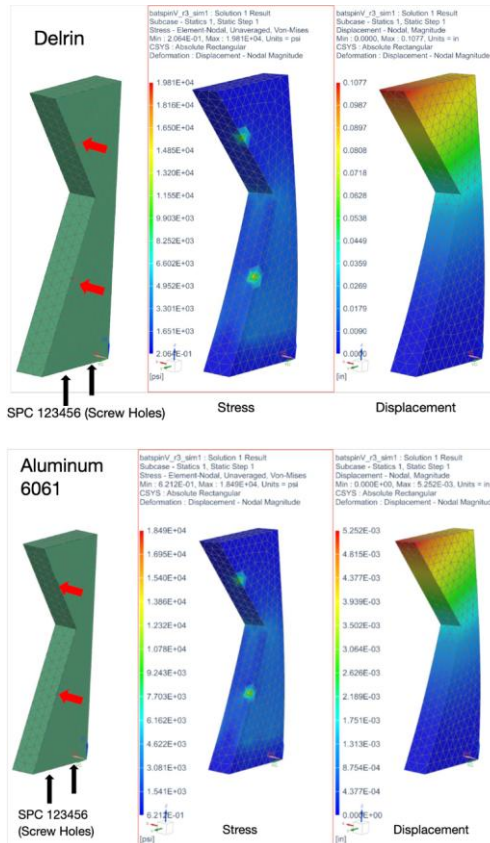 Delrin
batspinV_r3_sim1 : Solution 1 Result
Subcase - Statics 1, Static Step 1
Stress - Element-Nodal, Unaveraged, Von-Mises
Min : 2.064E-01, Max : 1.981E+04, Units = psi
CSYS : Absolute Rectangular
Deformation : Displacement - Nodal Magnitude
1.981E+04
1.816E+04
1.650E+04
1.485E+04
1.320E+04
1.155E+04
9.903E+03
8.252E+03
6.602E+03
4.952E+03
3.301E+03
1.651E+03
2.064E-01
[psi]
batspinV_r3_sim1 : Solution 1 Result
Subcase - Statics 1, Static Step 1
Displacement - Nodal, Magnitude
Min : 0.0000, Max : 0.1077, Units = in
CSYS : Absolute Rectangular
Deformation : Displacement - Nodal Magnitude
0.1077
0.0987
0.0897
0.0807
0.0718
0.0628
0.0538
0.0449
0.0359
0.0269
0.0179
0.0090
0.0000
[in]
SPC 123456 (Screw Holes)
Stress
Displacement
Aluminum
6061
batspinV_r3_sim1 : Solution 1 Result
Subcase - Statics 1, Static Step 1
Stress - Element-Nodal, Unaveraged, Von-Mises
Min : 6.212E-01, Max : 1.849E+04, Units = psi
CSYS : Absolute Rectangular
Deformation : Displacement - Nodal Magnitude
1.849E+04
1.695E+04
1.540E+04
1.386E+04
1.232E+04
1.078E+04
9.243E+03
7.703E+03
6.162E+03
4.622E+03
3.081E+03
1.541E+03
6.212E-01
[psi]
batspinV_r3_sim1 : Solution 1 Result
Subcase - Statics 1, Static Step 1
Displacement - Nodal, Magnitude
Min : 0.000E+00, Max : 5.252E-03, Units = in
CSYS : Absolute Rectangular
Deformation : Displacement - Nodal Magnitude
5.252E-03
4.815E-03
4.377E-03
3.939E-03
3.502E-03
3.064E-03
2.626E-03
2.189E-03
1.751E-03
1.313E-03
8.754E-04
4.377E-04
0.000E+00
[in]
SPC 123456
(Screw Holes)
Stress
Displacement